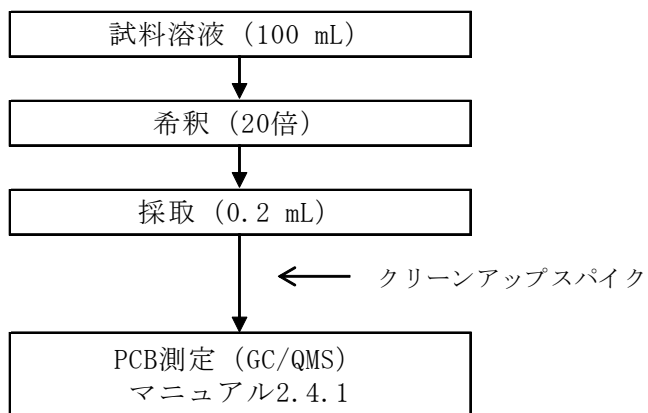 試料溶液 (100 mL)
希釈 (20倍)
採取 (0.2 mL)
クリーンアップスパイク
PCB測定 (GC/QMS)
マニュアル2.4.1